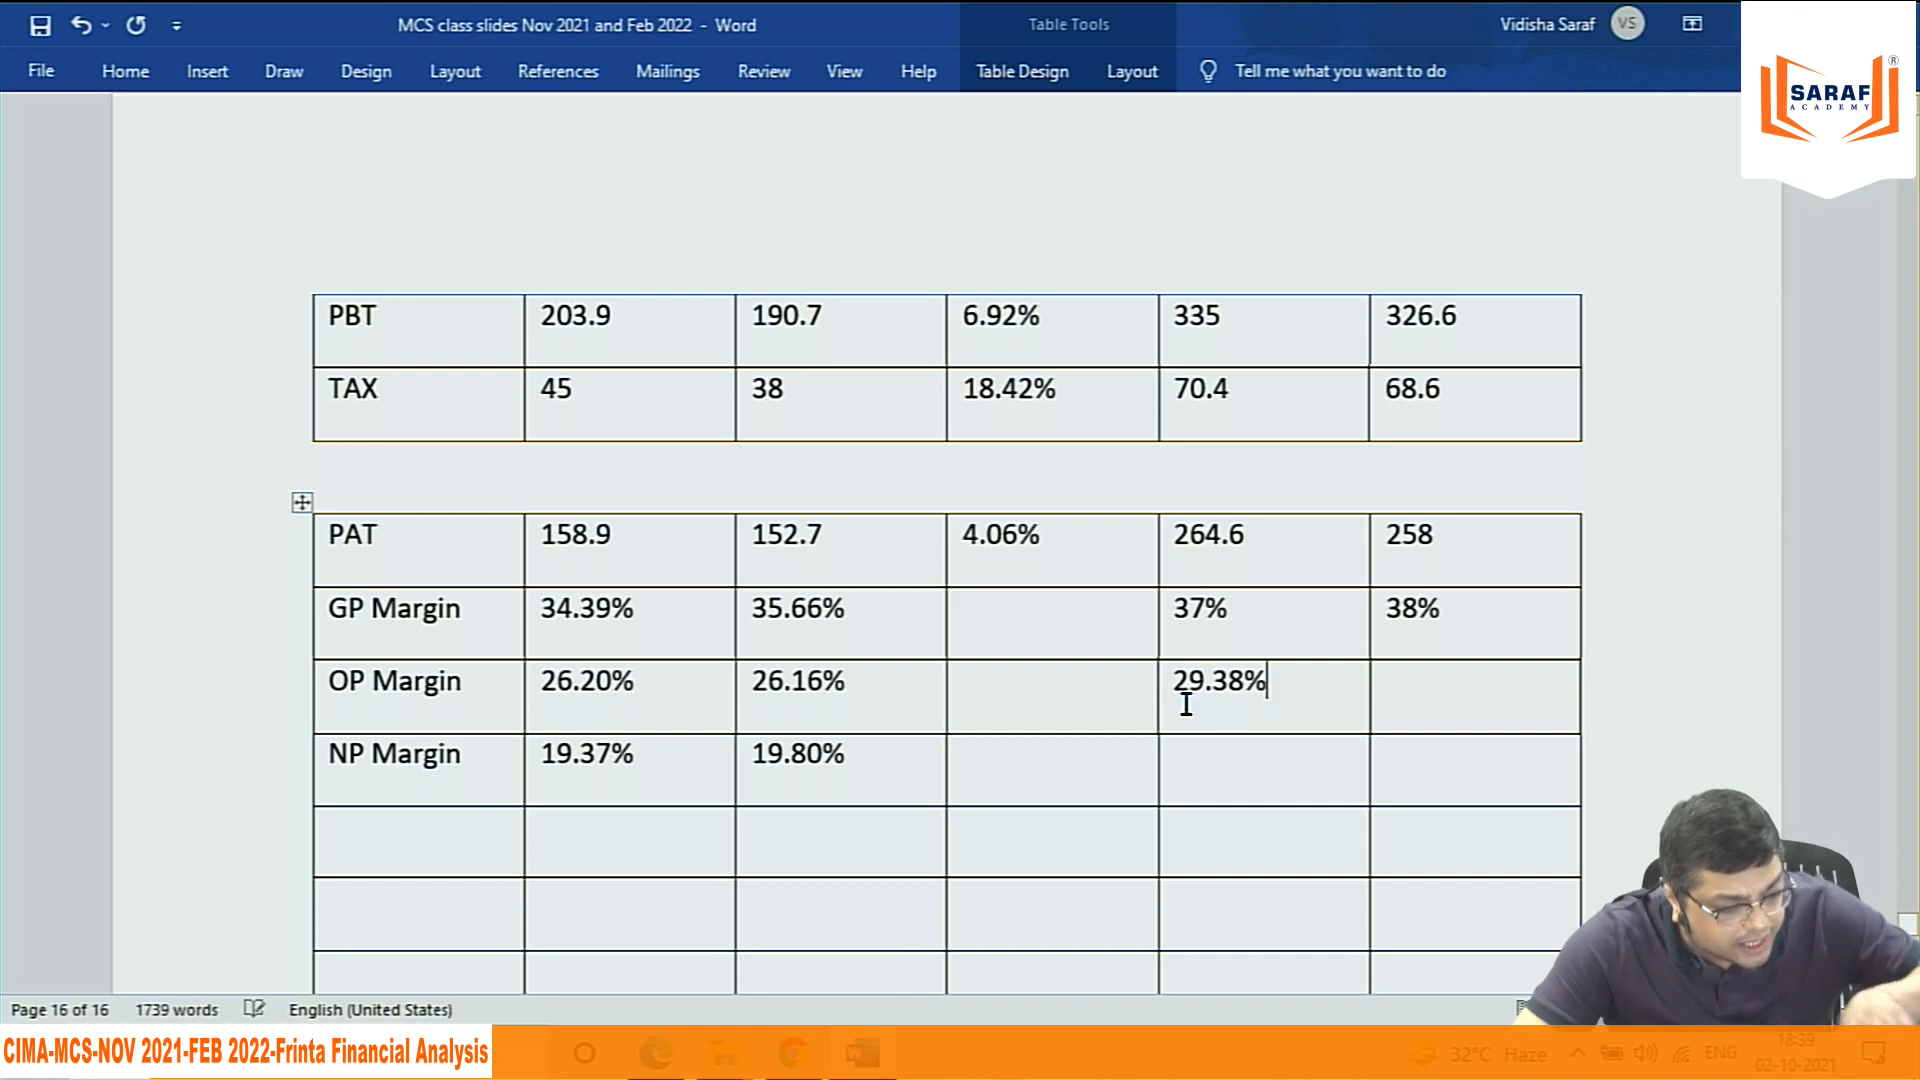 MCS class slides Nov 2021 and Feb 2022 - Word
Table Tools
Vidisha Saraf
VS
File Home Insert Draw Design Layout References Mailings Review View Help Table Design Layout Tell me what you want to do
SARAF
ACADEMY
®
PBT 203.9 190.7 6.92% 335 326.6
TAX 45 38 18.42% 70.4 68.6
PAT 158.9 152.7 4.06% 264.6 258
GP Margin 34.39% 35.66% 37% 38%
OP Margin 26.20% 26.16% 29.38%
NP Margin 19.37% 19.80%
Page 16 of 16 1739 words English (United States)
CIMA-MCS-NOV 2021-FEB 2022-Frinta Financial Analysis
32°C Haze ENG
18:39
02-10-2021